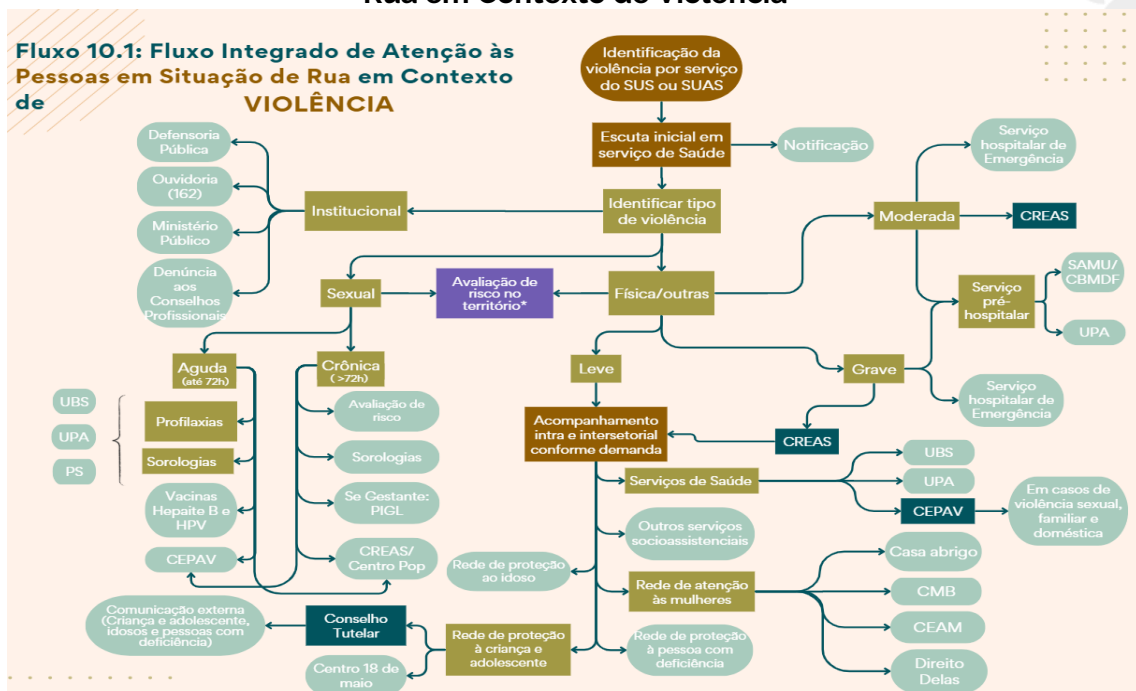 Rua em Contexto de Violência
Fluxo 10.1: Fluxo Integrado de Atenção às
Pessoas em Situação de Rua em Contexto
de VIOLÊNCIA
Identificação da
violência por serviço
do SUS ou SUAS
Escuta inicial em
serviço de Saúde
Notificação
Identificar tipo
de violência
Institucional
Defensoria
Pública
Ouvidoria
(162)
Ministério
Público
Denúncia
aos
Conselhos
Profissionais
Sexual
Avaliação de
risco no
território*
Física/outras
Moderada
Serviço
hospitalar de
Emergência
CREAS
Serviço
pré-
hospitalar
SAMU/
CBMDF
UPA
Aguda
(até 72h)
Crônica
(>72h)
Leve
Grave
Serviço
hospitalar de
Emergência
UBS
UPA
PS
Profilaxias
Sorologias
Vacinas
Hepaite B e
HPV
CEPAV
Avaliação de
risco
Sorologias
Se Gestante:
PIGL
CREAS/
Centro Pop
Acompanhamento
intra e intersetorial
conforme demanda
CREAS
Serviços de Saúde
UBS
UPA
CEPAV
Em casos de
violência sexual,
familiar e
doméstica
Outros serviços
socioassistenciais
Rede de proteção
ao idoso
Rede de atenção
às mulheres
Casa abrigo
CMB
CEAM
Direito
Delas
Rede de proteção
à pessoa com
deficiência
Rede de proteção
à criança e
adolescente
Conselho
Tutelar
Centro 18 de
maio
Comunicação externa
(Criança e adolescente,
idosos e pessoas com
deficiência)